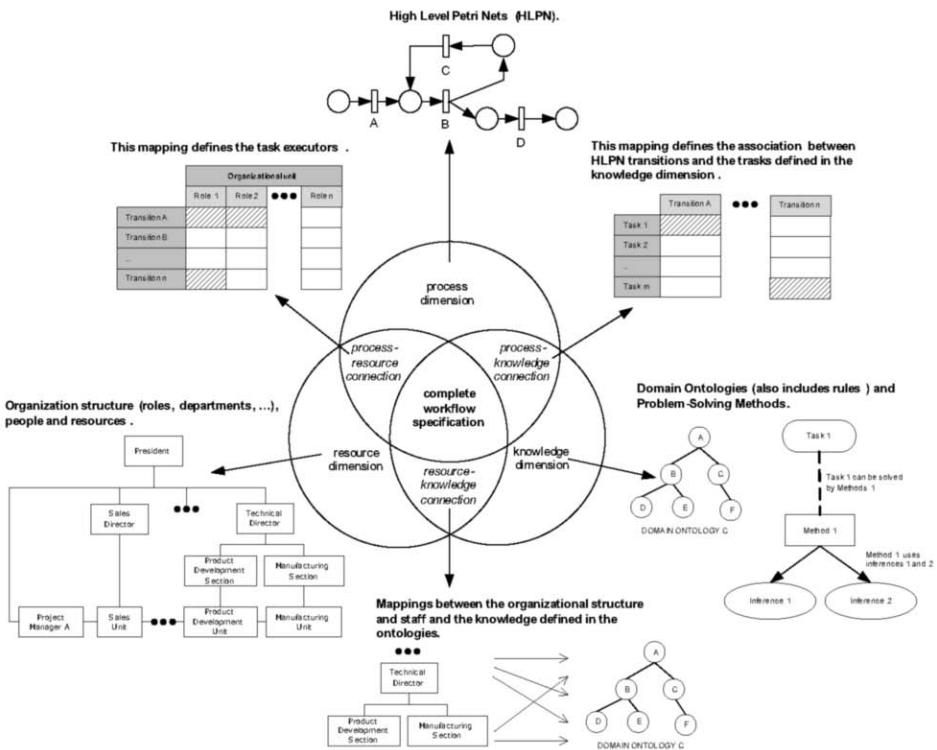 High Level Petri Nets (HLPN).
C
A
B
D
This mapping defines the task executors .
Organizational unit
Role 1
Role 2
●●●
Role n
Transition A
Transition B
...
Transition n
This mapping defines the association between
HLPN transitions and the trasks defined in the
knowledge dimension .
Transition A
●●●
Transition n
Task 1
Task 2
...
Task m
process
dimension
process-
resource
connection
process-
knowledge
connection
complete
workflow
specification
resource
dimension
knowledge
dimension
resource-
knowledge
connection
Organization structure (roles, departments, ...),
people and resources .
President
Sales
Director
●●●
Technical
Director
Product
Development
Section
Manufacturing
Section
Project
Manager A
Sales
Unit
●●●
Product
Development
Unit
Manufacturing
Unit
Domain Ontologies (also includes rules ) and
Problem-Solving Methods.
A
B
C
D
E
F
DOMAIN ONTOLOGY C
Task 1
Task 1 can be solved
by Methods 1
Method 1
Method 1 uses
inferences 1 and 2
Inference 1
Inference 2
Mappings between the organizational structure
and staff and the knowledge defined in the
ontologies.
●●●
Technical
Director
Product
Development
Section
Manufacturing
Section
A
B
C
D
E
F
DOMAIN ONTOLOGY C